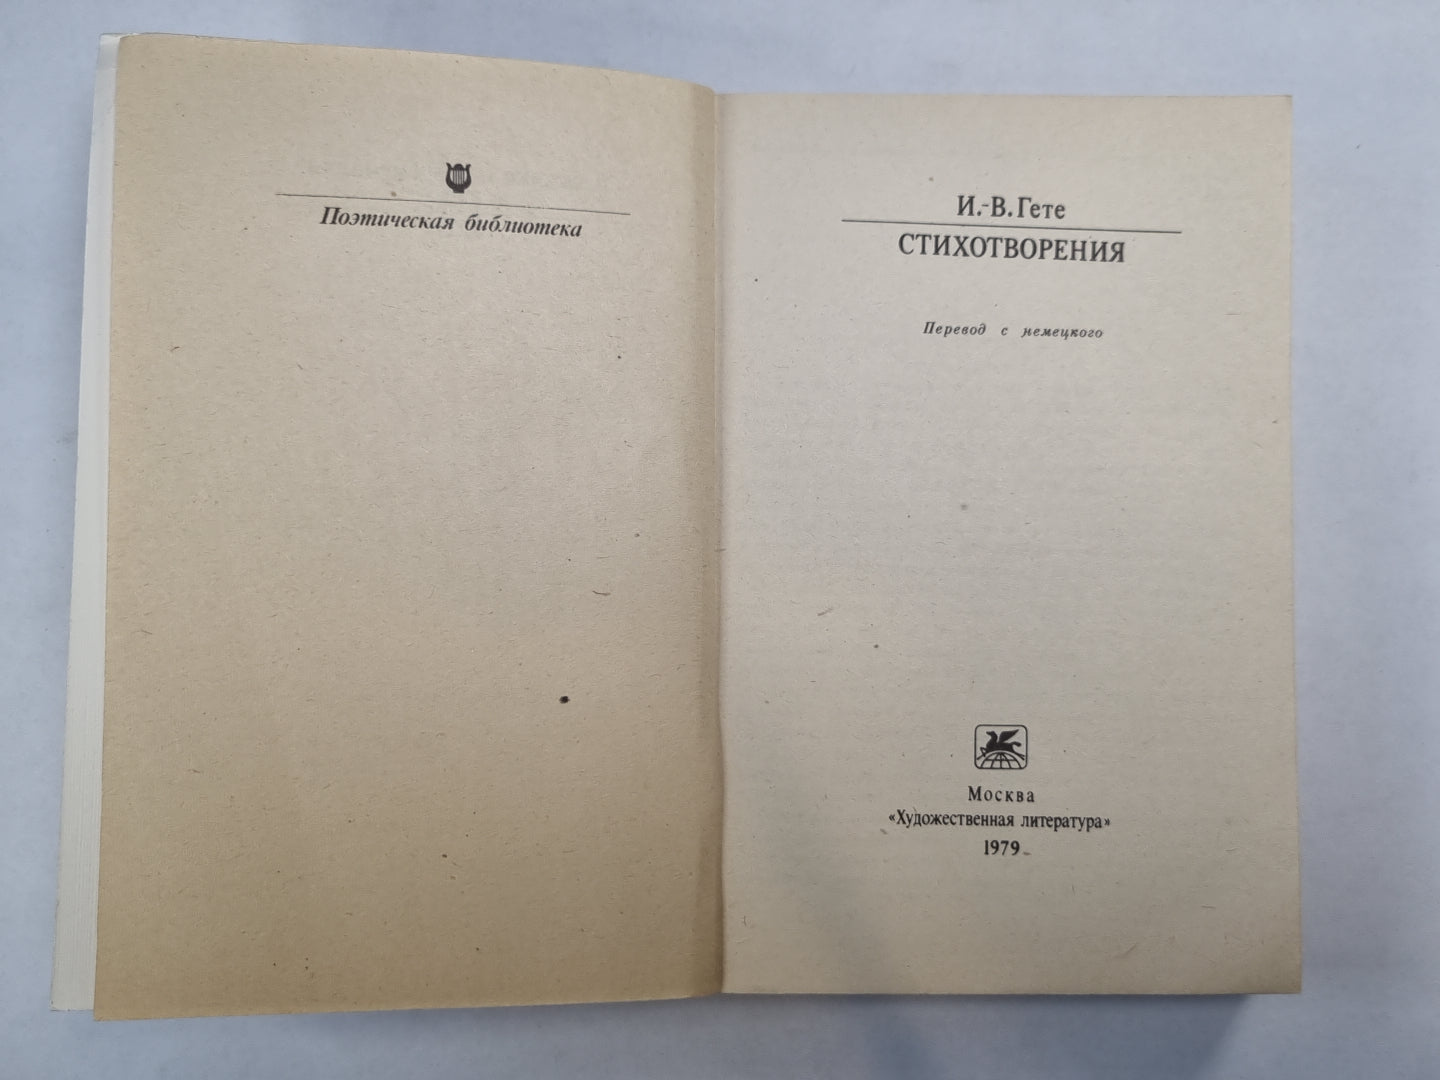 Поэтическая библиотека
И.-В. Гете
СТИХОТВОРЕНИЯ
Перевод с немецкого
Москва
«Художественная литература»
1979